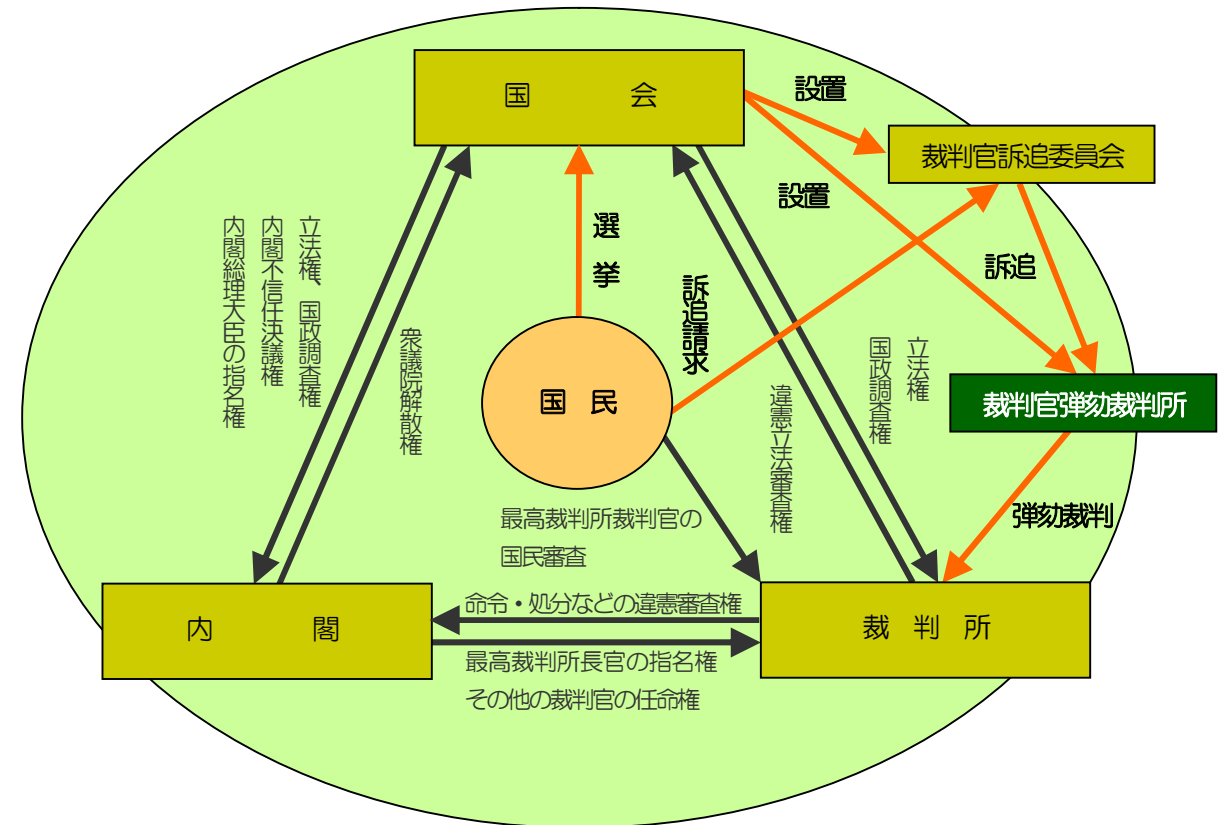 国会
設置
裁判官訴追委員会
設置
選挙
訴追請求
訴追
立法権、国政調査権
内閣不信任決議権
内閣総理大臣の指名権
衆議院解散権
立法権
国政調査権
違憲立法審査権
国民
裁判官弾劾裁判所
弾劾裁判
最高裁判所裁判官の
国民審査
内閣
命令・処分などの違憲審査権
裁判所
最高裁判所長官の指名権
その他の裁判官の任命権